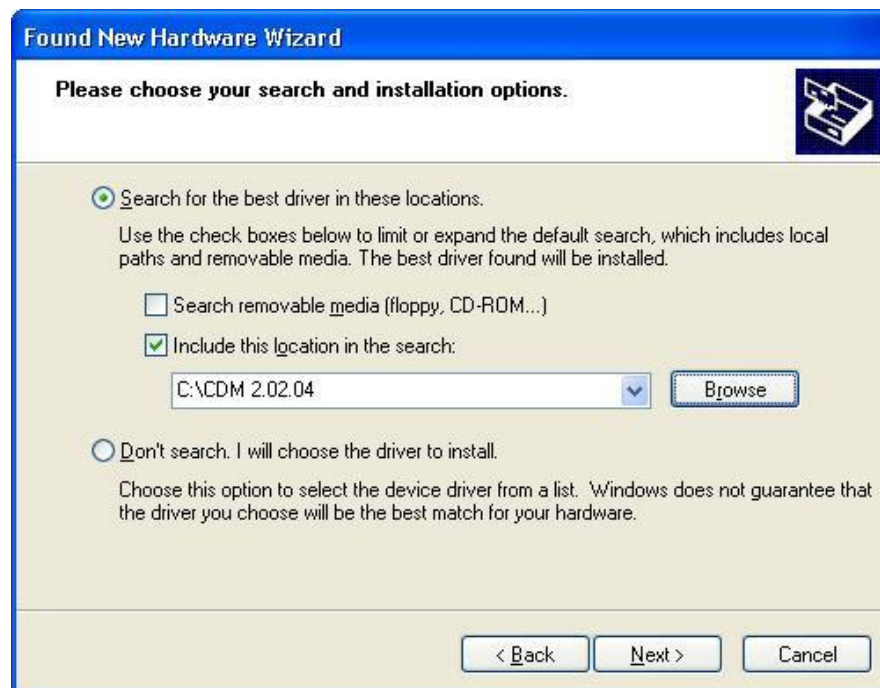 Found New Hardware Wizard
Please choose your search and installation options.
Search for the best driver in these locations.
Use the check boxes below to limit or expand the default search, which includes local
paths and removable media. The best driver found will be installed.
Search removable media (floppy, CD-ROM...)
Include this location in the search:
C:\CDM 2.02.04
Browse
Don't search. I will choose the driver to install.
Choose this option to select the device driver from a list. Windows does not guarantee that
the driver you choose will be the best match for your hardware.
< Back
Next >
Cancel